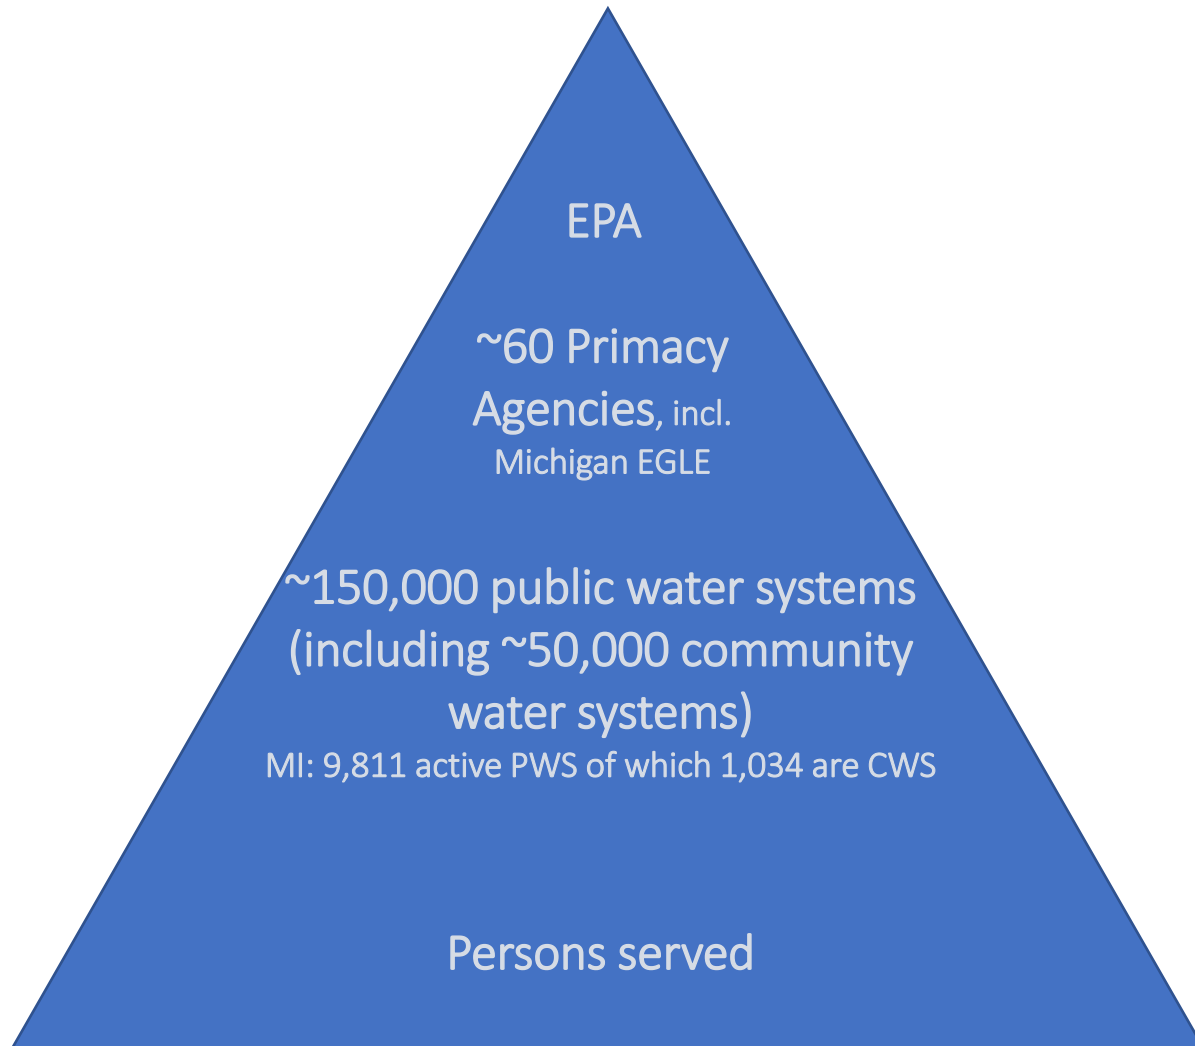 EPA
~60 Primacy
Agencies, incl.
Michigan EGLE
~150,000 public water systems
(including ~50,000 community
water systems)
MI: 9,811 active PWS of which 1,034 are CWS
Persons served